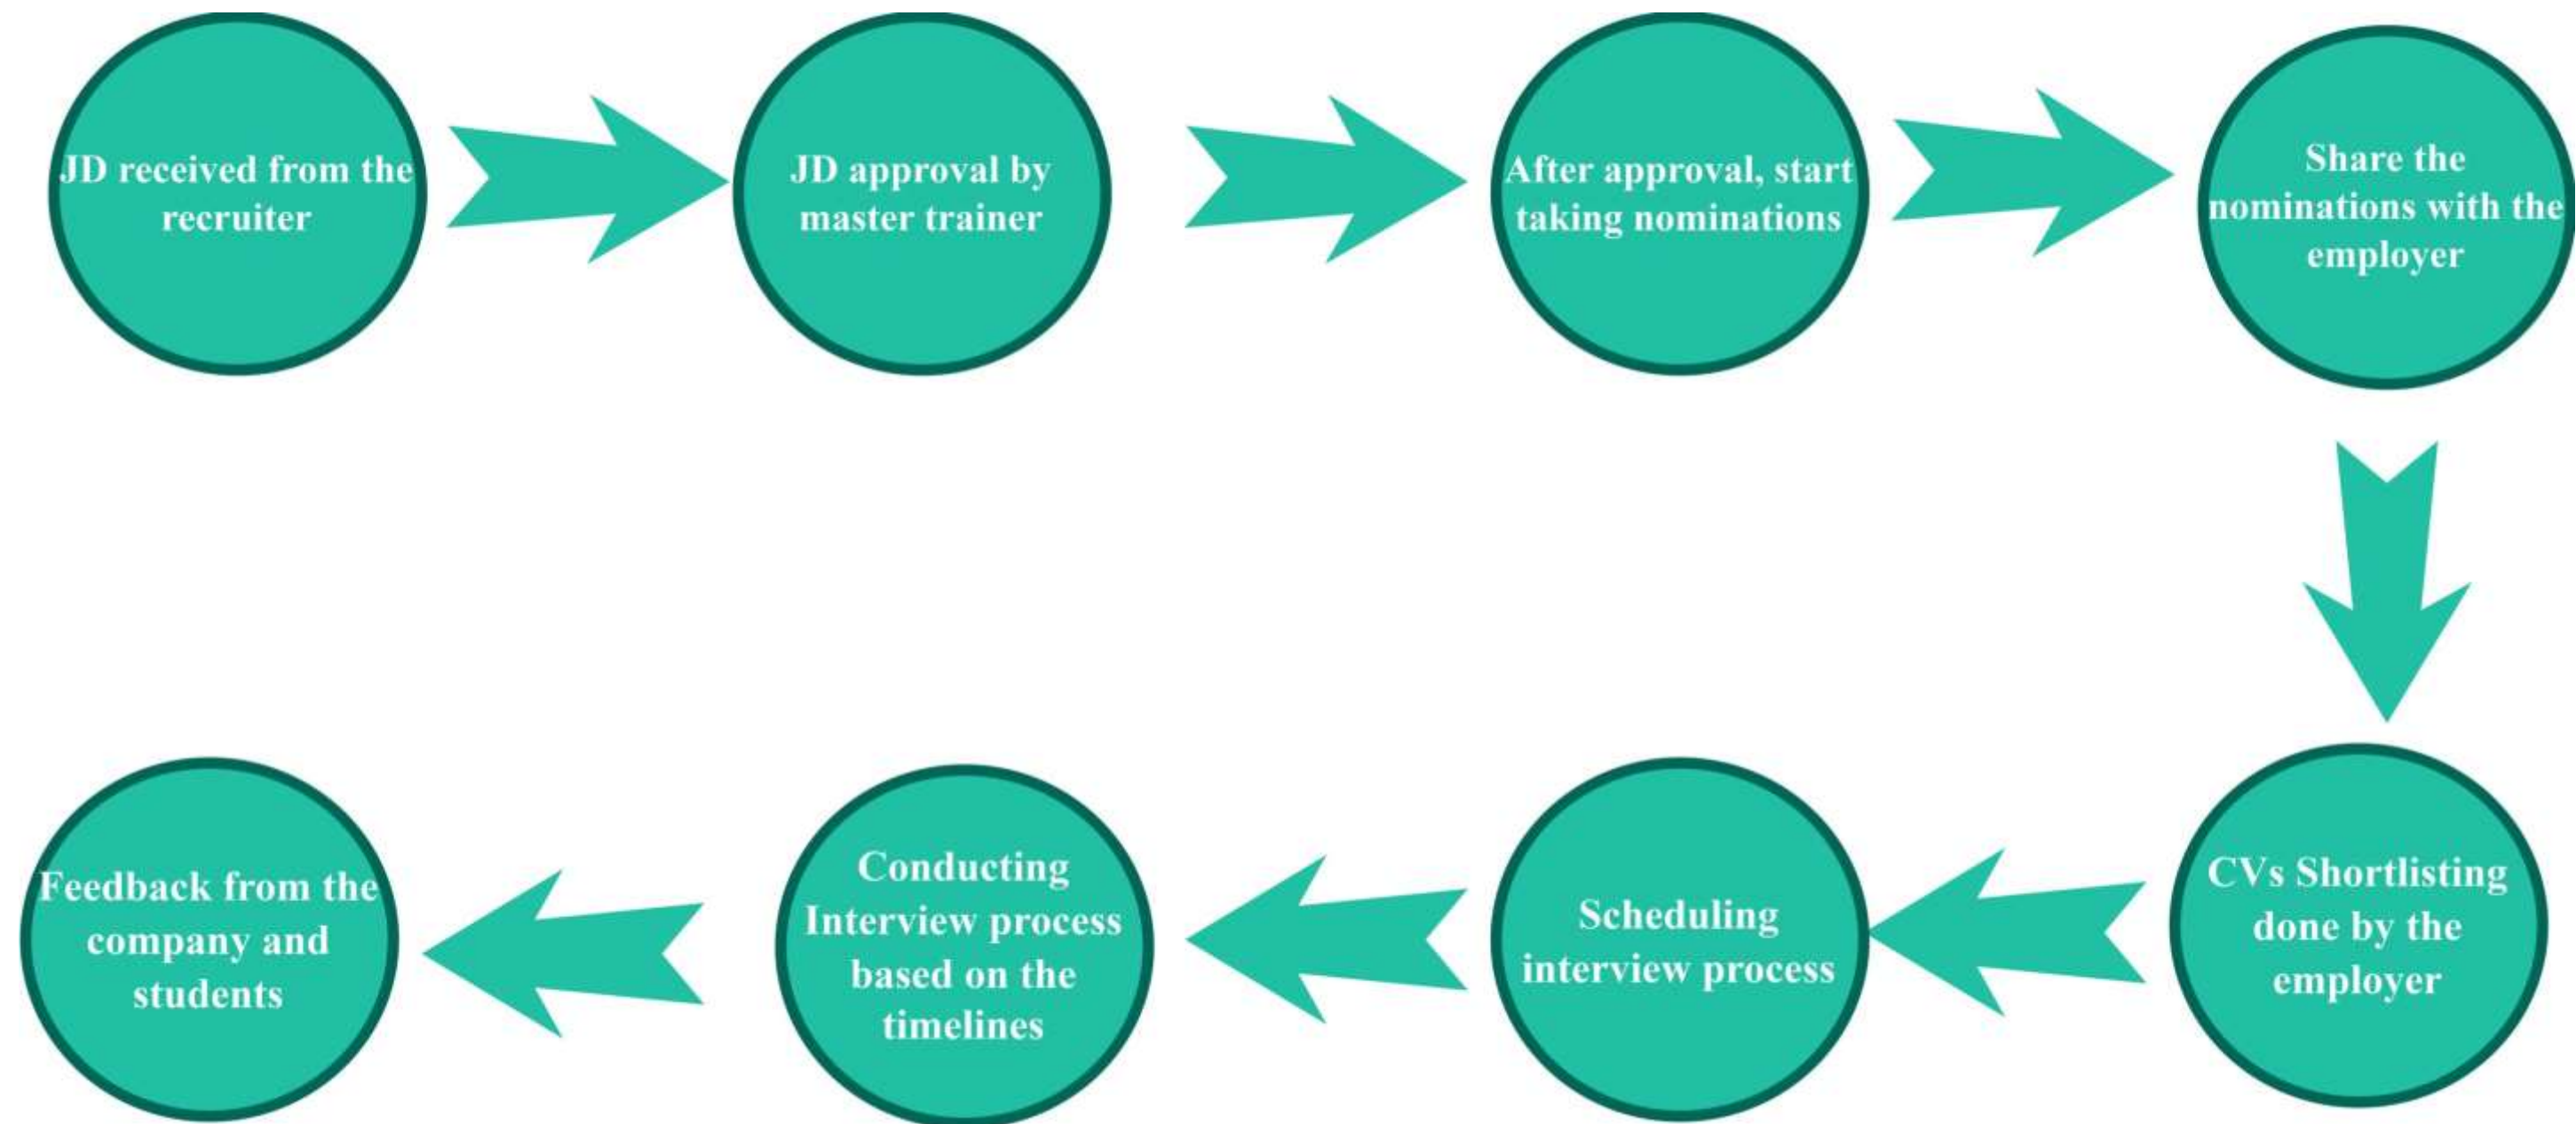 JD received from the
recruiter
JD approval by
master trainer
After approval, start
taking nominations
Share the
nominations with the
employer
CVs Shortlisting
done by the
employer
Scheduling
interview process
Conducting
Interview process
based on the
timelines
Feedback from the
company and
students